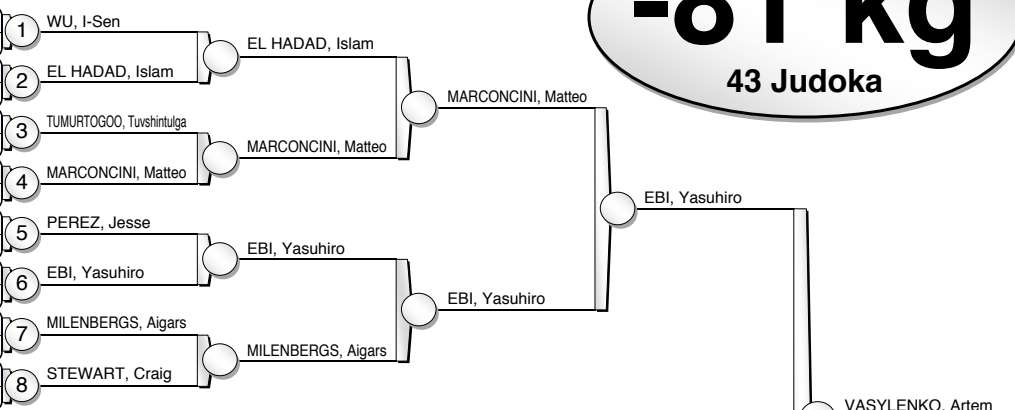 -81 kg
43 Judoka
1 WU, I-Sen
2 EL HADAD, Islam
3 TUMURTOGOO, Tuvshintulga
4 MARCONCINI, Matteo
5 PEREZ, Jesse
6 EBI, Yasuhiro
7 MILENBERGS, Aigars
8 STEWART, Craig
EL HADAD, Islam
MARCONCINI, Matteo
EBI, Yasuhiro
MILENBERGS, Aigars
MARCONCINI, Matteo
EBI, Yasuhiro
EBI, Yasuhiro
VASYLENKO, Artem